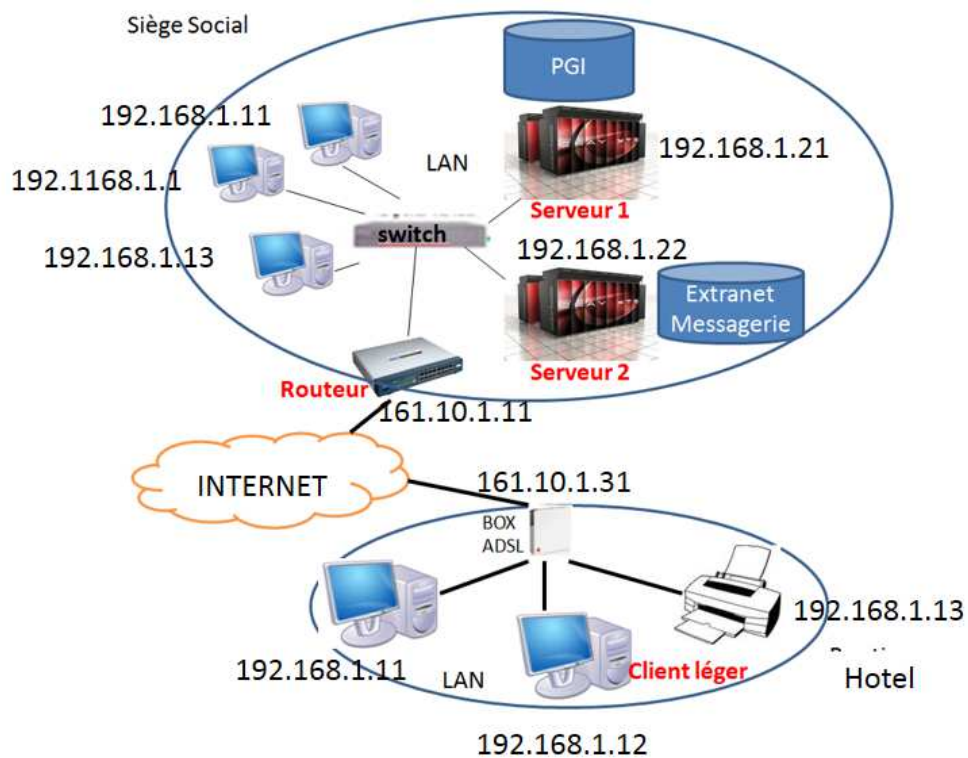 Siège Social
PGI
192.168.1.11
LAN
192.168.1.21
192.1168.1.1
Serveur 1
switch
192.168.1.22
192.168.1.13
Extranet
Messagerie
Serveur 2
Routeur
161.10.1.11
INTERNET
161.10.1.31
BOX
ADSL
192.168.1.13
192.168.1.11
LAN
Client léger
Hotel
192.168.1.12